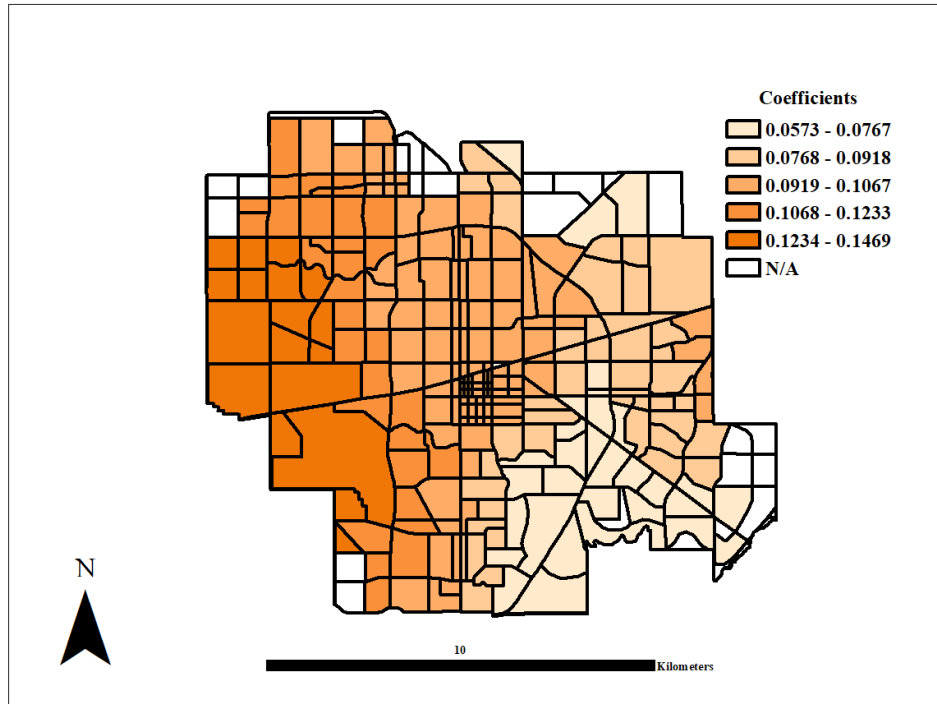 Coefficients
0.0573 - 0.0767
0.0768 - 0.0918
0.0919 - 0.1067
0.1068 - 0.1233
0.1234 - 0.1469
N/A
N
10
Kilometers